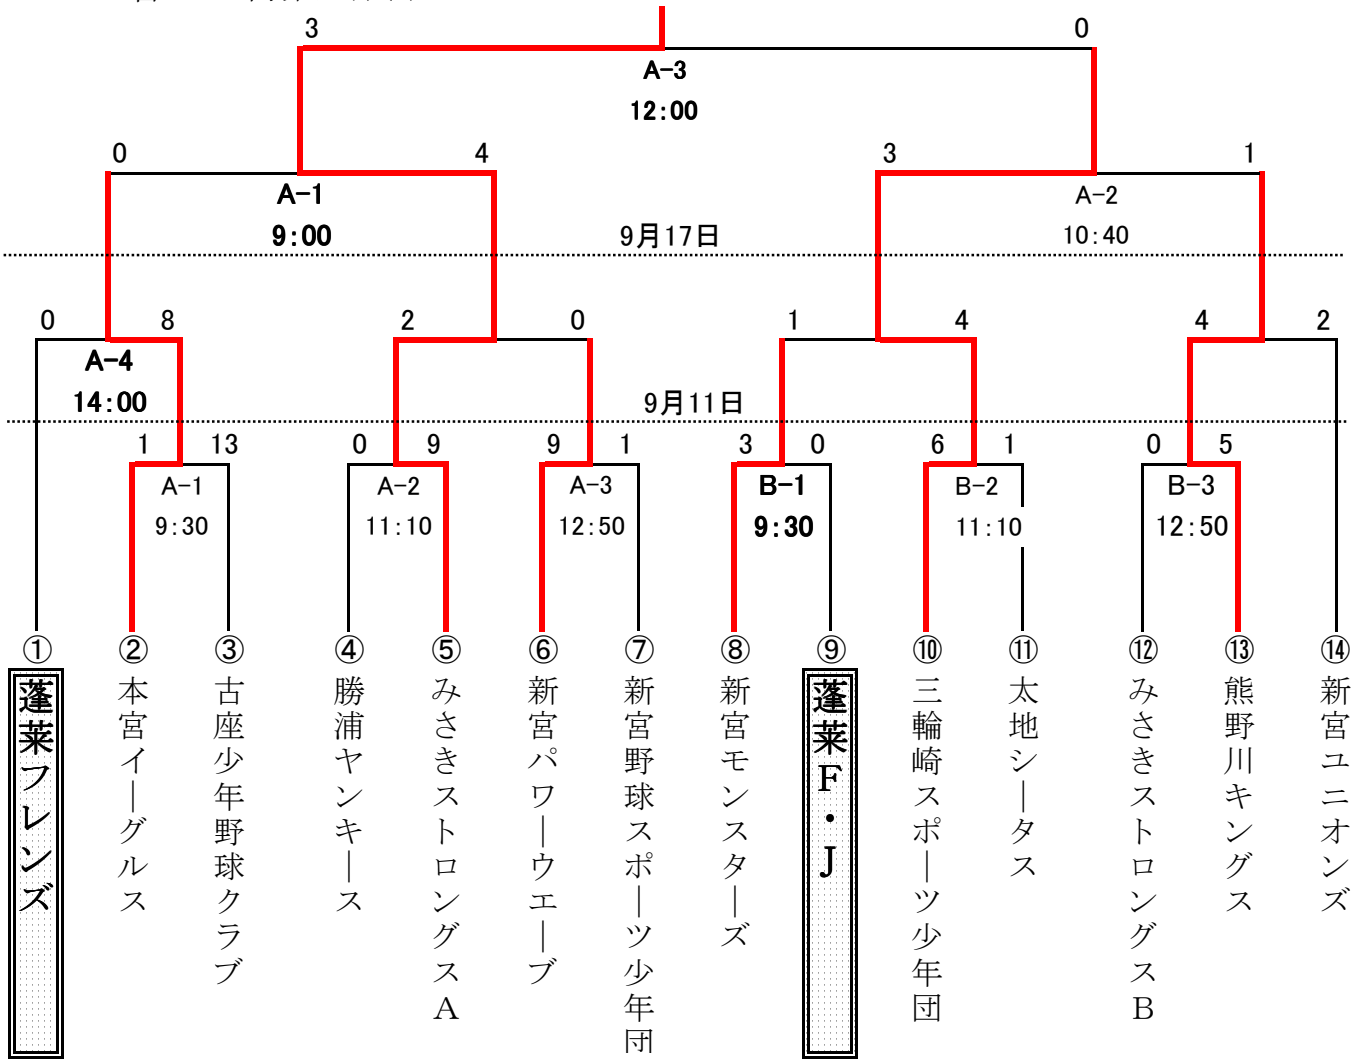 3 0
A-3
12:00
0 4 3 1
A-1 A-2
9:00 9月17日 10:40
0 8 2 0 1 4 4 2
A-4
14:00 9月11日
1 13 0 9 9 1 3 0 6 1 0 5
A-1 A-2 A-3 B-1 B-2 B-3
9:30 11:10 12:50 9:30 11:10 12:50
① ② ③ ④ ⑤ ⑥ ⑦ ⑧ ⑨ ⑩ ⑪ ⑫ ⑬ ⑭
蓬莱フレンズ
本宮イーグルス
古座少年野球クラブ
勝浦ヤンキース
みさきストロングスA
新宮パワーウエーブ
新宮野球スポーツ少年団
新宮モンスターズ
蓬莱F・J
三輪崎スポーツ少年団
太地シータス
みさきストロングスB
熊野川キングス
新宮ユニオンズ